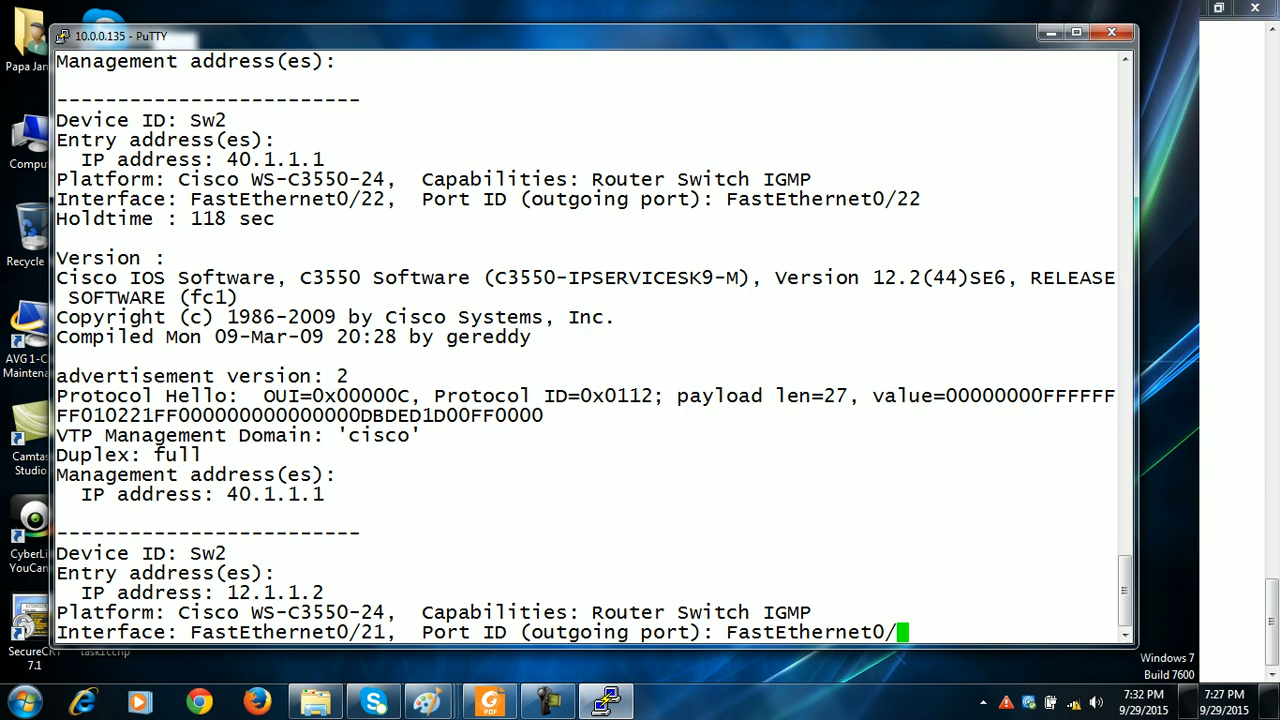 10.0.0.135 - PuTTY
Management address(es):
-------------------------
Device ID: Sw2
Entry address(es):
IP address: 40.1.1.1
Platform: Cisco WS-C3550-24,  Capabilities: Router Switch IGMP
Interface: FastEthernet0/22,  Port ID (outgoing port): FastEthernet0/22
Holdtime : 118 sec
Version :
Cisco IOS Software, C3550 Software (C3550-IPSERVICESK9-M), Version 12.2(44)SE6, RELEASE
SOFTWARE (fc1)
Copyright (c) 1986-2009 by Cisco Systems, Inc.
Compiled Mon 09-Mar-09 20:28 by gereddy
advertisement version: 2
Protocol Hello:  OUI=0x00000C, Protocol ID=0x0112; payload len=27, value=00000000FFFFFF
FF010221FF000000000000000DBDED1D00FF0000
VTP Management Domain: 'cisco'
Duplex: full
Management address(es):
IP address: 40.1.1.1
-------------------------
Device ID: Sw2
Entry address(es):
IP address: 12.1.1.2
Platform: Cisco WS-C3550-24,  Capabilities: Router Switch IGMP
Interface: FastEthernet0/21,  Port ID (outgoing port): FastEthernet0/
Papa Jan
Comput
Recycle
AVG 1-C
Maintena
Camtas
Studio
CyberLi
YouCan
SecureCRT
7.1
Windows 7
Build 7600
PDF
7:32 PM
9/29/2015
7:27 PM
9/29/2015